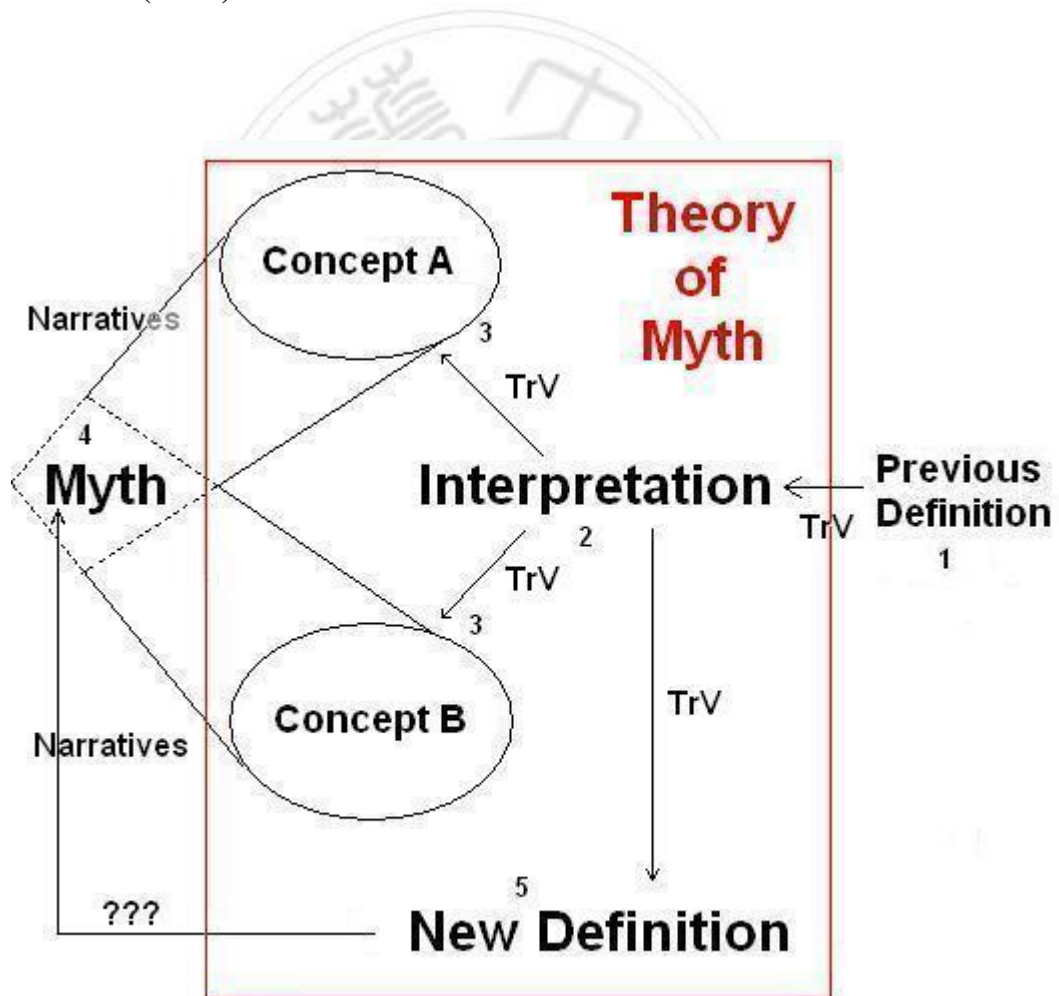 Theory
of
Myth
Concept A
Narratives
3
TrV
4
Myth
Interpretation
2
Previous
Definition
1
TrV
TrV
3
Concept B
TrV
Narratives
5
New Definition
???